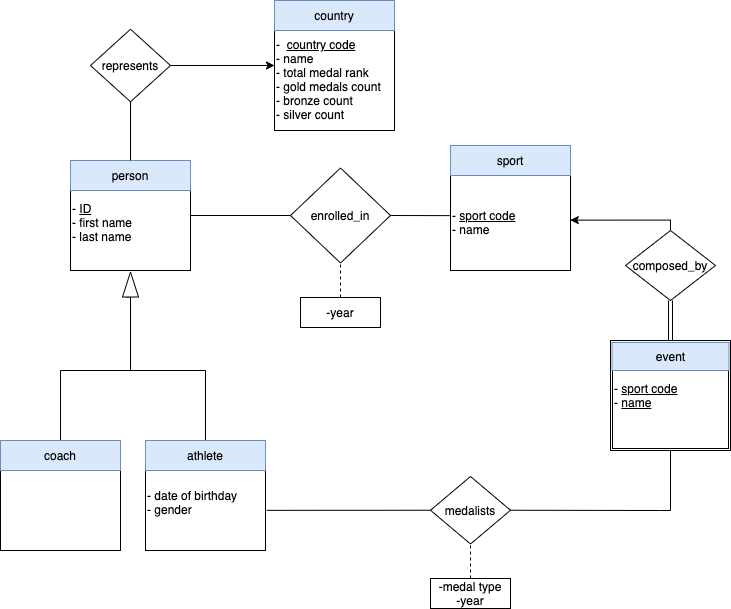 country
- country code
- name
- total medal rank
- gold medals count
- bronze count
- silver count
represents
person
- ID
- first name
- last name
enrolled_in
-year
sport
- sport code
- name
composed_by
event
- sport code
- name
coach
athlete
- date of birthday
- gender
medalists
-medal type
-year